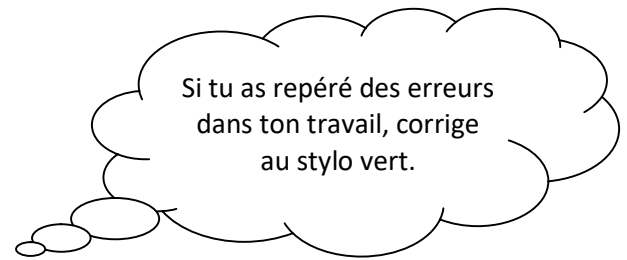 Si tu as repéré des erreurs
dans ton travail, corrige
au stylo vert.